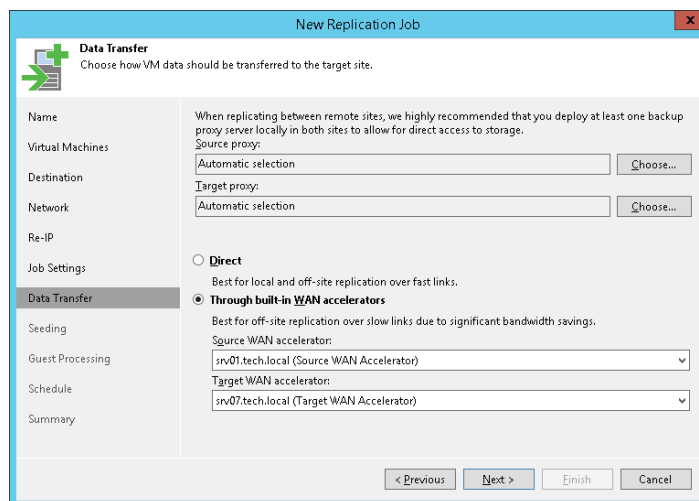 New Replication Job
x
Data Transfer
Choose how VM data should be transferred to the target site.
Name
Virtual Machines
Destination
Network
Re-IP
Job Settings
Data Transfer
Seeding
Guest Processing
Schedule
Summary
When replicating between remote sites, we highly recommended that you deploy at least one backup
proxy server locally in both sites to allow for direct access to storage.
Source proxy:
Automatic selection
Choose...
Target proxy:
Automatic selection
Choose...
Direct
Best for local and off-site replication over fast links.
Through built-in WAN accelerators
Best for off-site replication over slow links due to significant bandwidth savings.
Source WAN accelerator:
srv01.tech.local (Source WAN Accelerator)
Target WAN accelerator:
srv07.tech.local (Target WAN Accelerator)
< Previous
Next >
Finish
Cancel